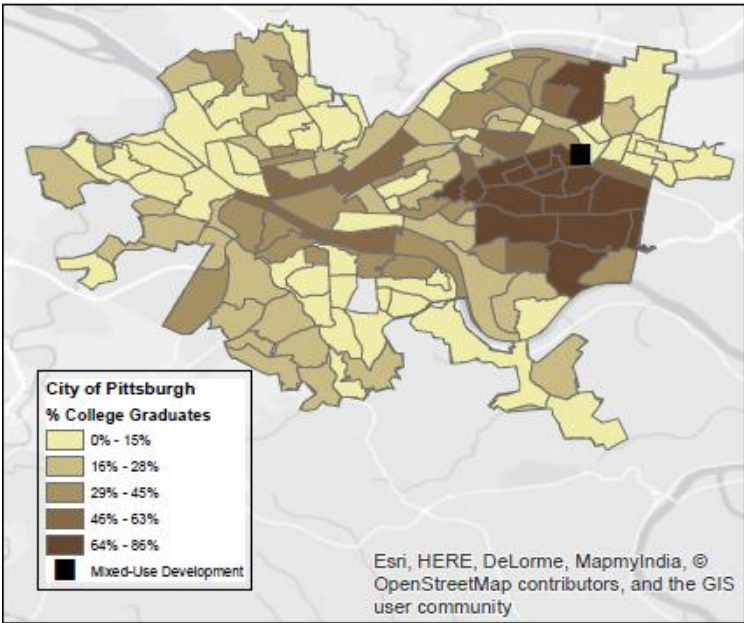 City of Pittsburgh
% College Graduates
0% - 15%
16% - 28%
29% - 45%
46% - 63%
64% - 86%
Mixed-Use Development
Esri, HERE, DeLorme, MapmyIndia, ©
OpenStreetMap contributors, and the GIS
user community